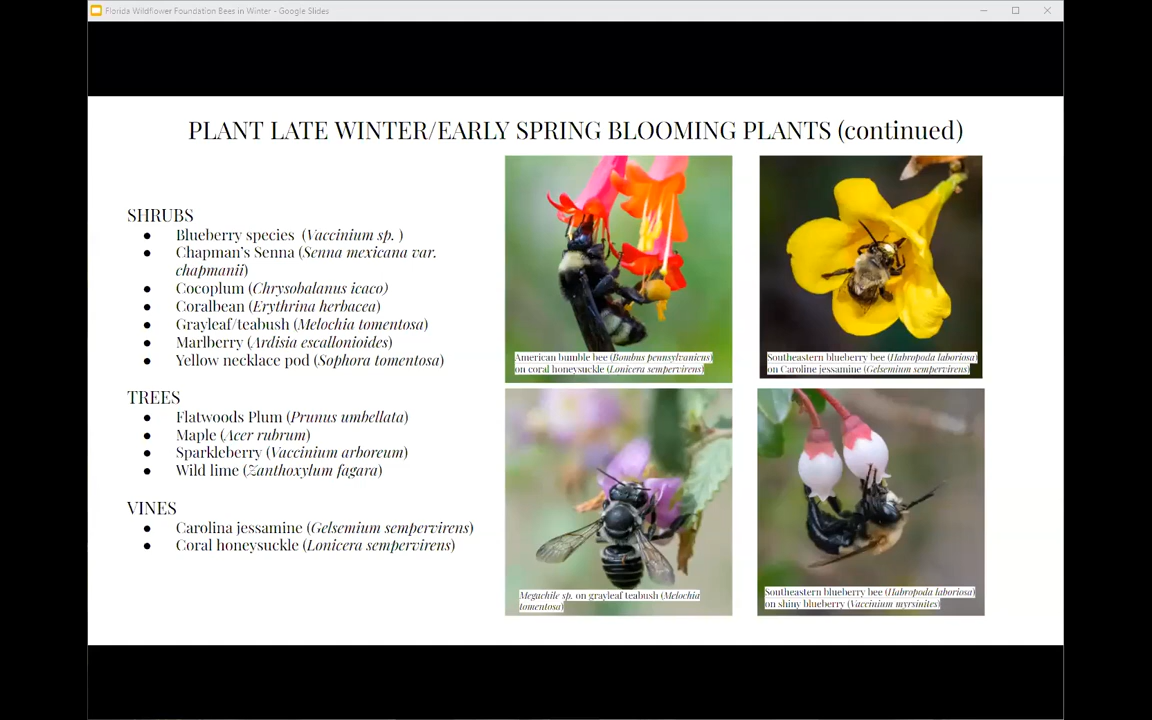 Florida Wildflower Foundation Bees in Winter - Google Slides
PLANT LATE WINTER/EARLY SPRING BLOOMING PLANTS (continued)
SHRUBS
● Blueberry species (Vaccinium sp. )
● Chapman's Senna (Senna mexicana var.
chapmanii)
● Cocoplum (Chrysobalanus icaco)
● Coralbean (Erythrina herbacea)
● Grayleaf/teabush (Melochia tomentosa)
● Marlberry (Ardisia escallonioides)
● Yellow necklace pod (Sophora tomentosa)
TREES
● Flatwoods Plum (Prunus umbellata)
● Maple (Acer rubrum)
● Sparkleberry (Vaccinium arboreum)
● Wild lime (Zanthoxylum fagara)
VINES
● Carolina jessamine (Gelsemium sempervirens)
● Coral honeysuckle (Lonicera sempervirens)
American bumble bee (Bombus pennsylvanicus)
on coral honeysuckle (Lonicera sempervirens)
Southeastern blueberry bee (Habropoda laboriosa)
on Caroline jessamine (Gelsemium sempervirens)
Megachile sp. on grayleaf teabush (Melochia
tomentosa)
Southeastern blueberry bee (Habropoda laboriosa)
on shiny blueberry (Vaccinium myrsinites)